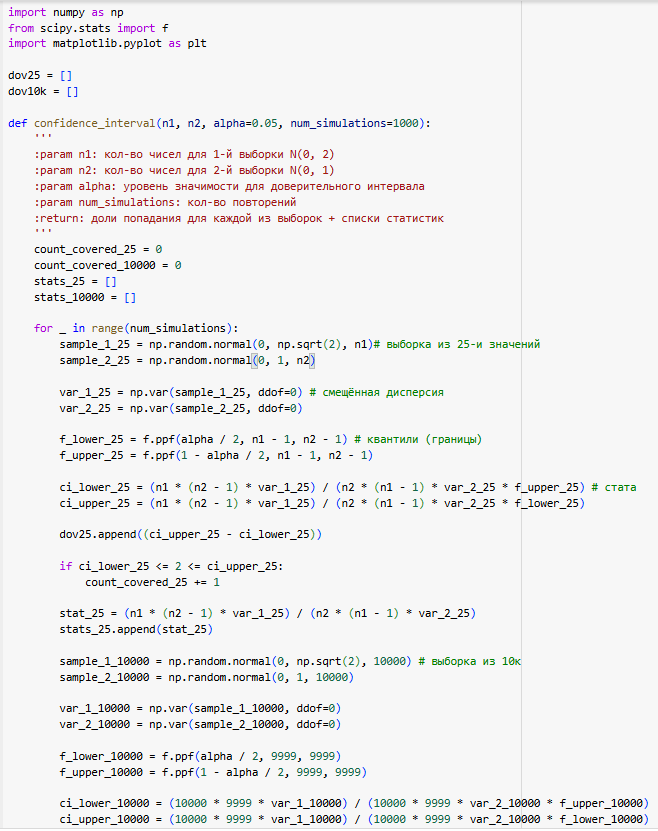 import numpy as np
from scipy.stats import f
import matplotlib.pyplot as plt
dov25 = []
dov10k = []
def confidence_interval(n1, n2, alpha=0.05, num_simulations=1000):
'''
:param n1: кол-во чисел для 1-й выборки N(0, 2)
:param n2: кол-во чисел для 2-й выборки N(0, 1)
:param alpha: уровень значимости для доверительного интервала
:param num_simulations: кол-во повторений
:return: доли попадания для каждой из выборок + списки статистик
'''
count_covered_25 = 0
count_covered_10000 = 0
stats_25 = []
stats_10000 = []
for _ in range(num_simulations):
sample_1_25 = np.random.normal(0, np.sqrt(2), n1)# выборка из 25-и значений
sample_2_25 = np.random.normal(0, 1, n2)
var_1_25 = np.var(sample_1_25, ddof=0) # смещённая дисперсия
var_2_25 = np.var(sample_2_25, ddof=0)
f_lower_25 = f.ppf(alpha / 2, n1 - 1, n2 - 1) # квантили (границы)
f_upper_25 = f.ppf(1 - alpha / 2, n1 - 1, n2 - 1)
ci_lower_25 = (n1 * (n2 - 1) * var_1_25) / (n2 * (n1 - 1) * var_2_25 * f_upper_25) # стата
ci_upper_25 = (n1 * (n2 - 1) * var_1_25) / (n2 * (n1 - 1) * var_2_25 * f_lower_25)
dov25.append((ci_upper_25 - ci_lower_25))
if ci_lower_25 <= 2 <= ci_upper_25:
count_covered_25 += 1
stat_25 = (n1 * (n2 - 1) * var_1_25) / (n2 * (n1 - 1) * var_2_25)
stats_25.append(stat_25)
sample_1_10000 = np.random.normal(0, np.sqrt(2), 10000) # выборка из 10к
sample_2_10000 = np.random.normal(0, 1, 10000)
var_1_10000 = np.var(sample_1_10000, ddof=0)
var_2_10000 = np.var(sample_2_10000, ddof=0)
f_lower_10000 = f.ppf(alpha / 2, 9999, 9999)
f_upper_10000 = f.ppf(1 - alpha / 2, 9999, 9999)
ci_lower_10000 = (10000 * 9999 * var_1_10000) / (10000 * 9999 * var_2_10000 * f_upper_10000)
ci_upper_10000 = (10000 * 9999 * var_1_10000) / (10000 * 9999 * var_2_10000 * f_lower_10000)